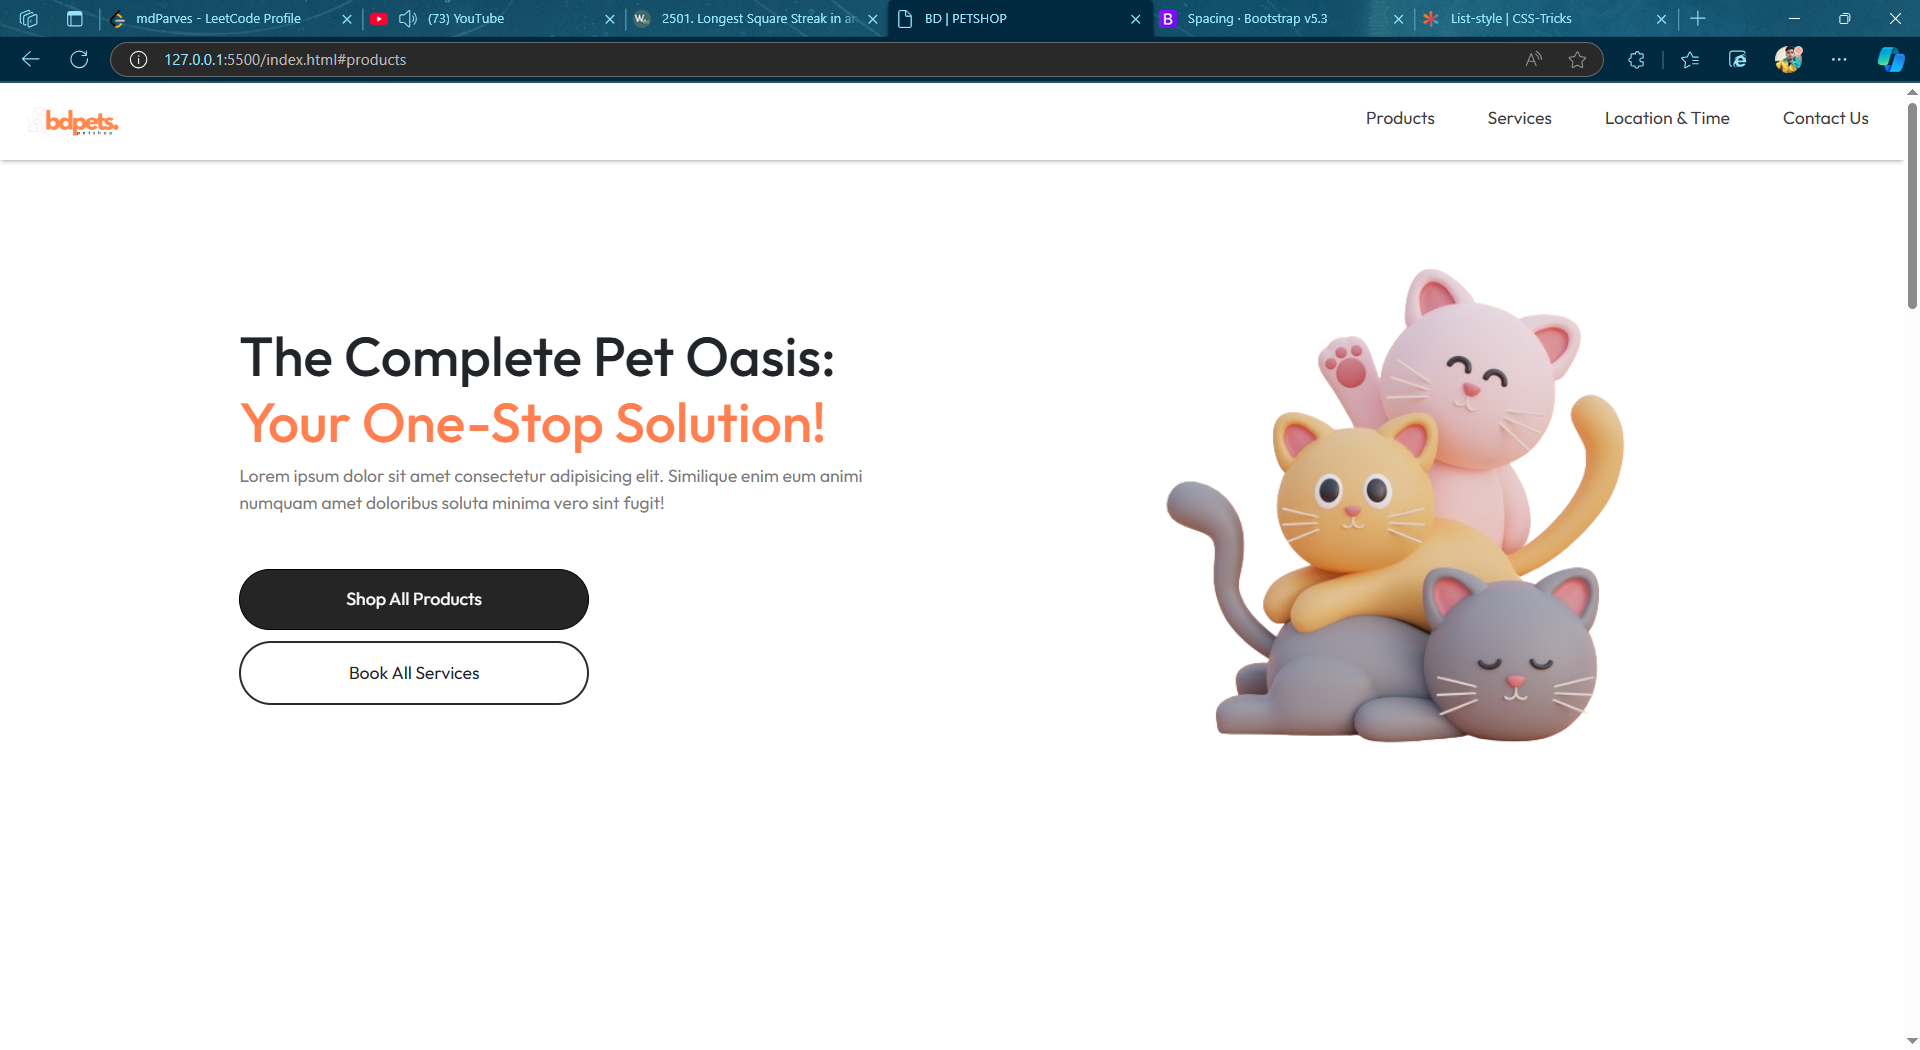 mdParves - LeetCode Profile
(73) YouTube
2501. Longest Square Streak in ar
BD | PETSHOP
Spacing · Bootstrap v5.3
List-style | CSS-Tricks
127.0.0.1:5500/index.html#products
bdpets.
petshop
Products
Services
Location & Time
Contact Us
The Complete Pet Oasis:
Your One-Stop Solution!
Lorem ipsum dolor sit amet consectetur adipisicing elit. Similique enim eum animi
numquam amet doloribus soluta minima vero sint fugit!
Shop All Products
Book All Services